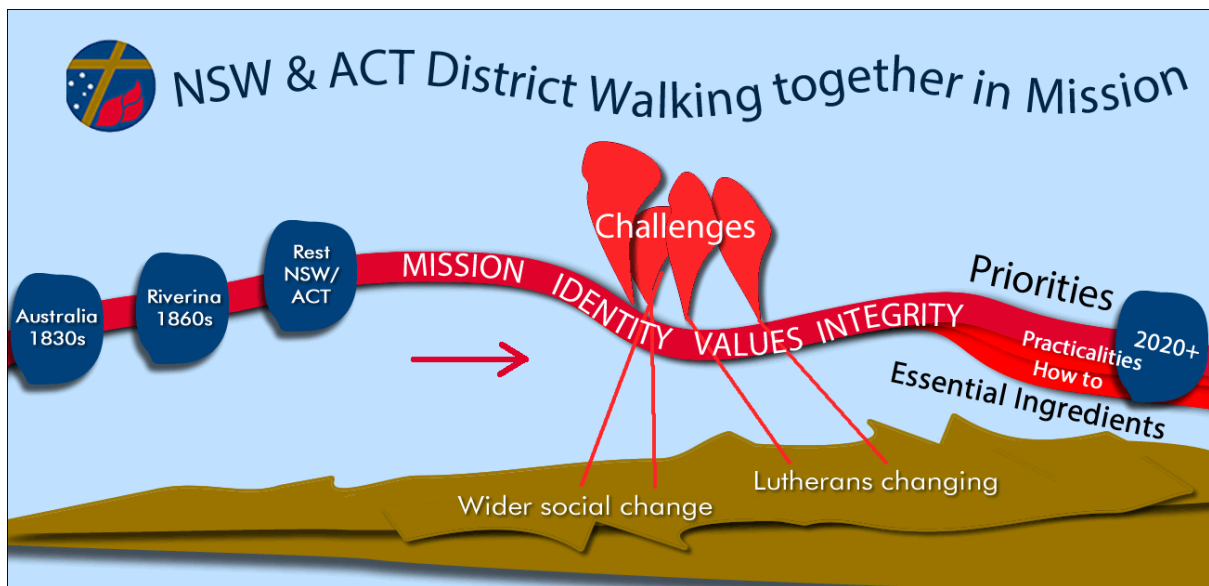 NSW & ACT District Walking together in Mission
Challenges
Rest
NSW/
ACT
Riverina
1860s
Australia
1830s
MISSION IDENTITY VALUES INTEGRITY
Priorities
2020+
Practicalities
How to
Essential Ingredients
Wider social change
Lutherans changing